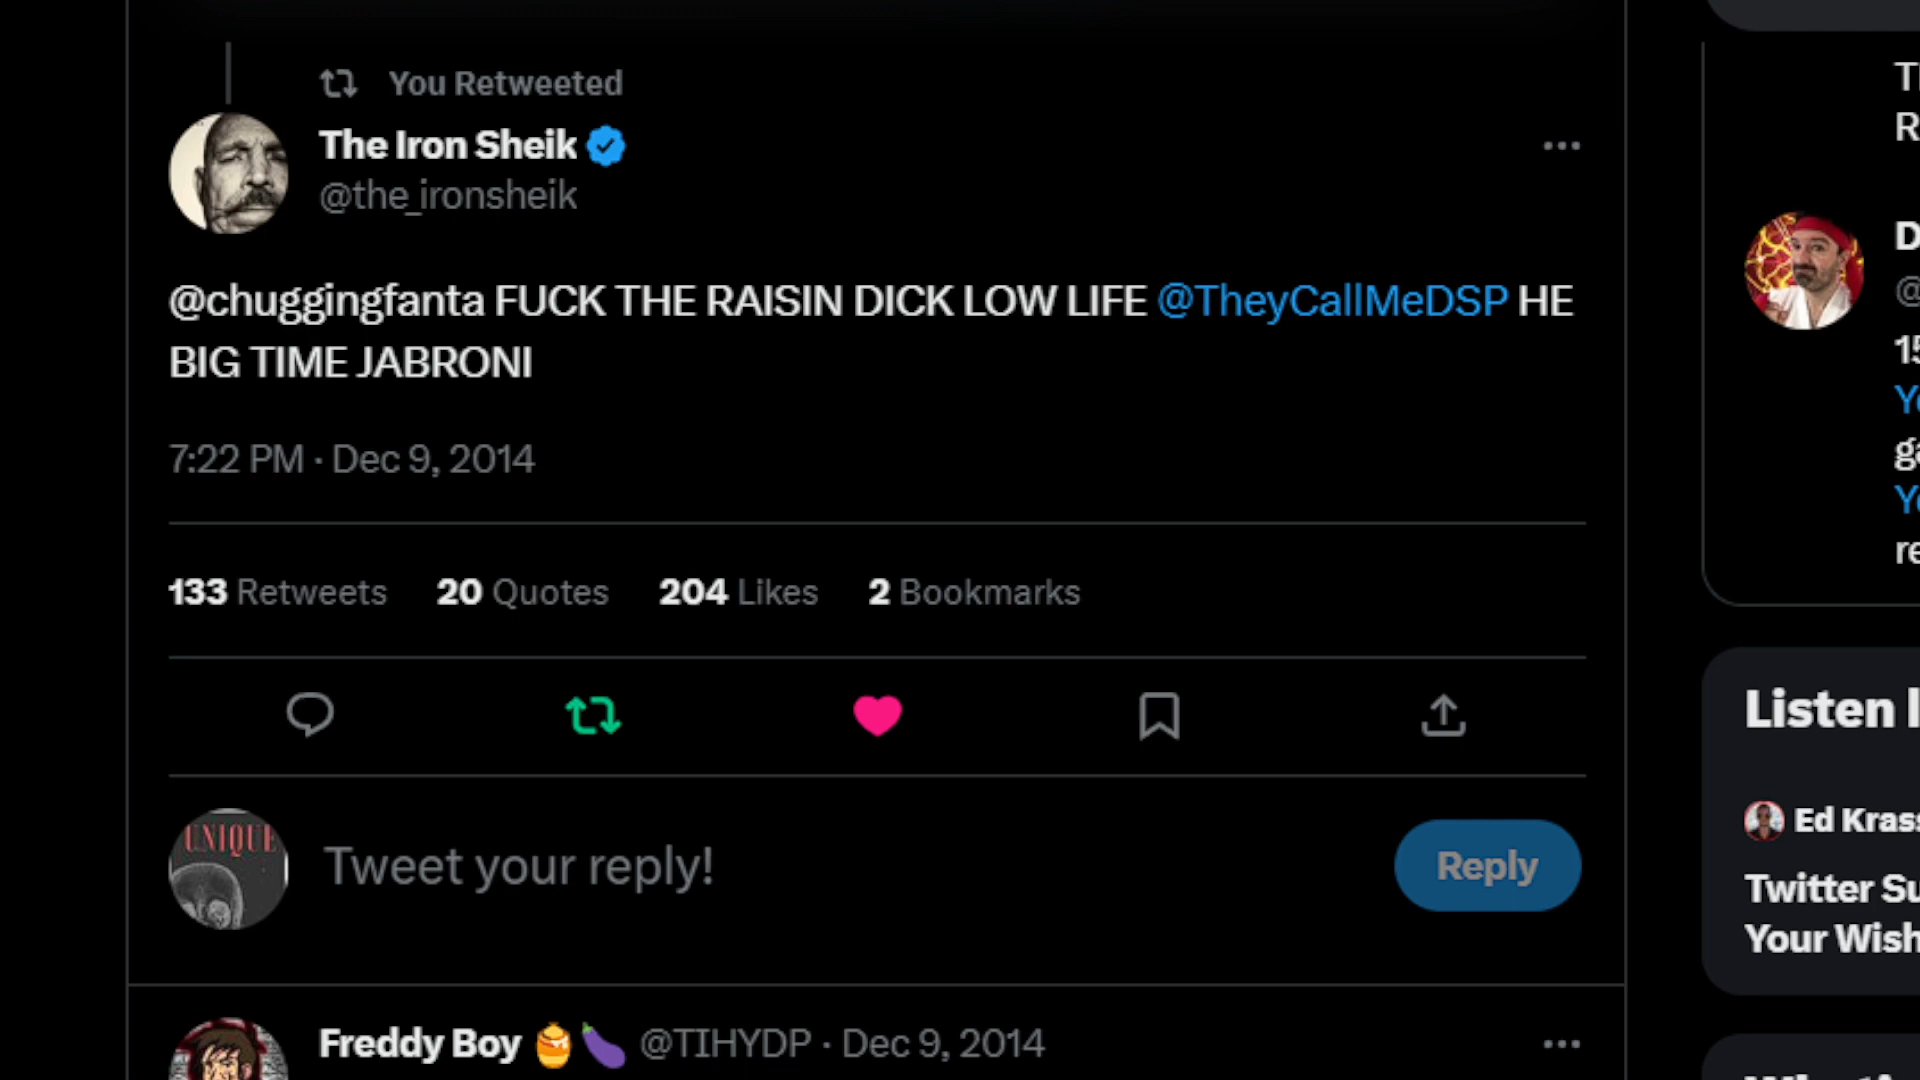 You Retweeted
The Iron Sheik
@the_ironsheik
@chuggingfanta FUCK THE RAISIN DICK LOW LIFE @TheyCallMeDSP HE
BIG TIME JABRONI
7:22 PM · Dec 9, 2014
133 Retweets 20 Quotes 204 Likes 2 Bookmarks
UNIQUE
Tweet your reply!
Reply
Freddy Boy 🍯🍆 @TIHYDP · Dec 9, 2014
Listen
Ed Krass
Twitter Su
Your Wish